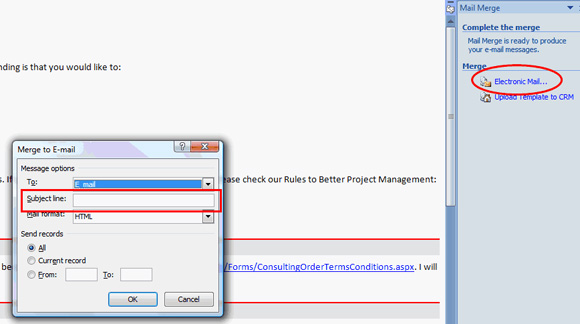 Mail Merge
Complete the merge
Mail Merge is ready to produce
your e-mail messages.
Merge
Electronic Mail...
Upload Template to CRM
nding is that you would like to:
Merge to E-mail
Message options
To: E_mail
Subject line:
Mail format: HTML
Send records
All
Current record
From: To:
OK Cancel
s. If
ease check our Rules to Better Project Management:
be
/Forms/ConsultingOrderTermsConditions.aspx. I will